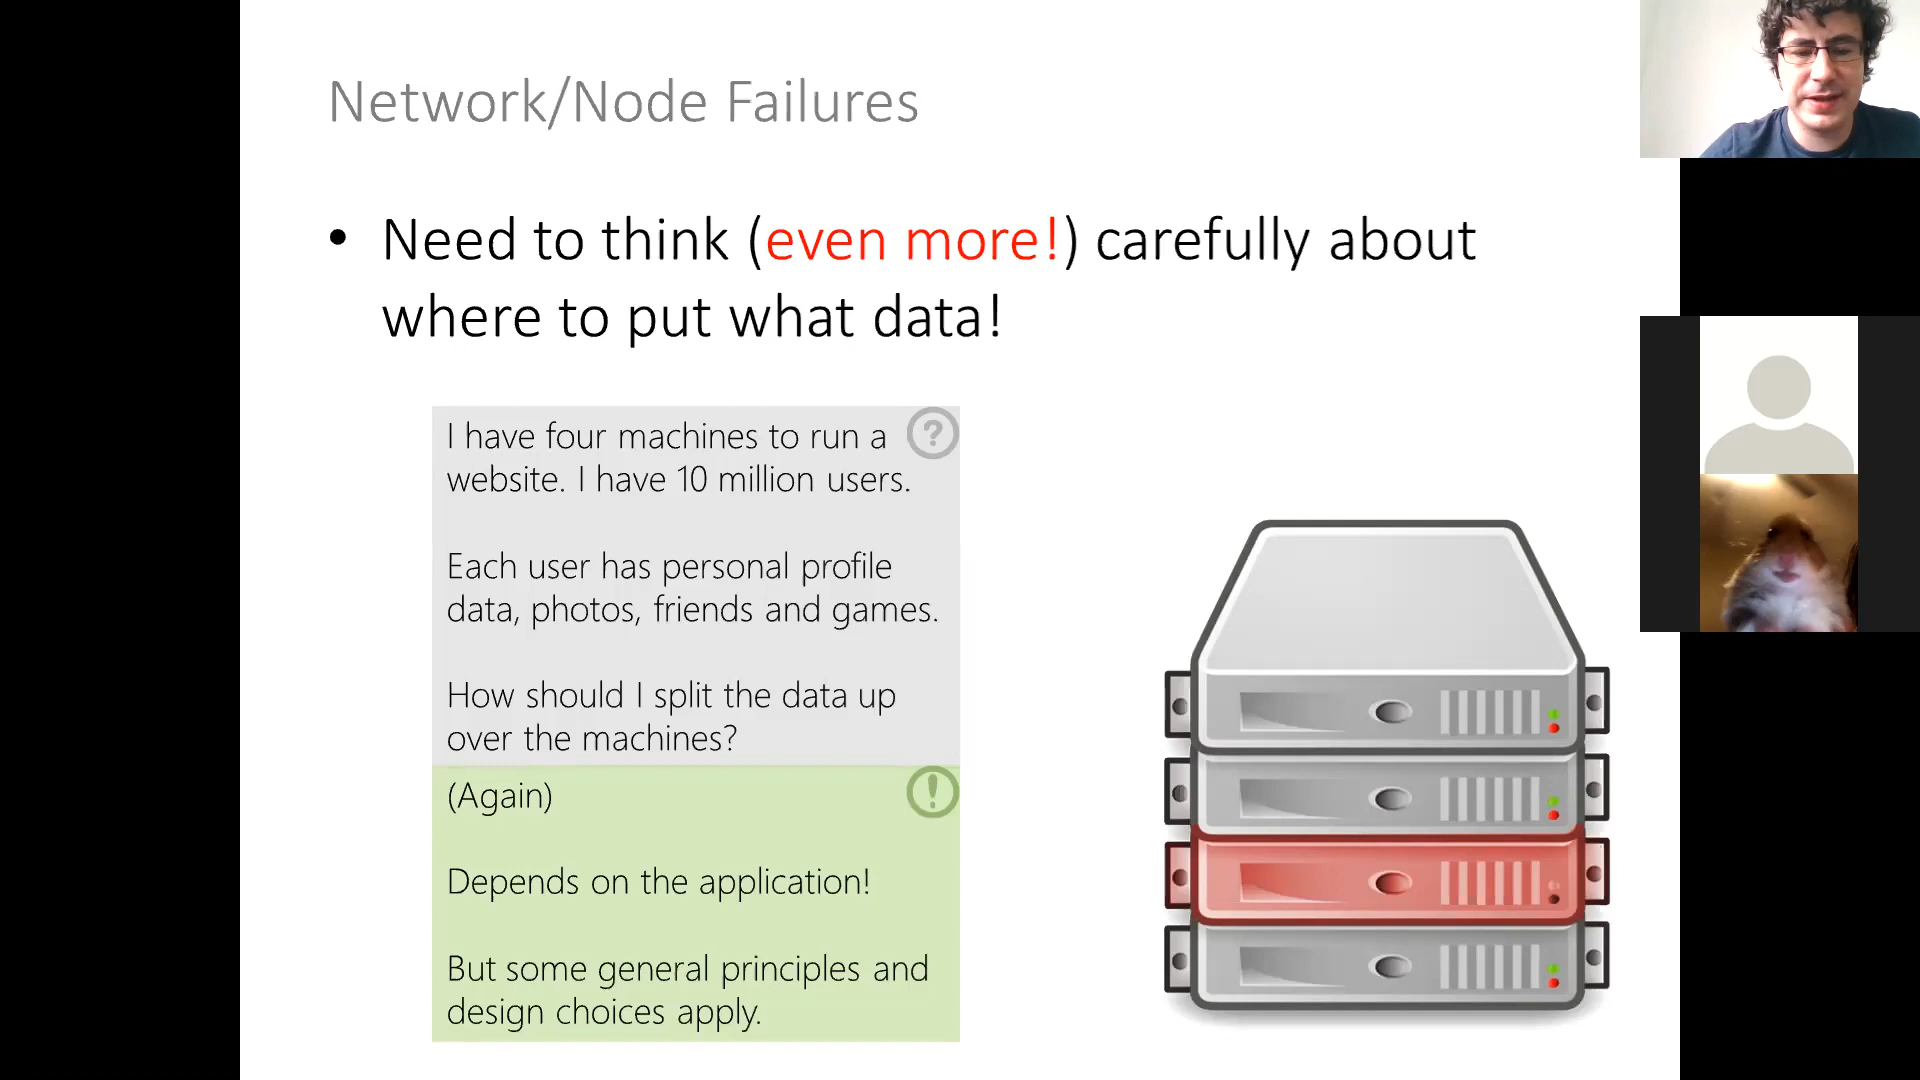 Network/Node Failures
• Need to think (even more!) carefully about
where to put what data!
I have four machines to run a
website. I have 10 million users.
Each user has personal profile
data, photos, friends and games.
How should I split the data up
over the machines?
(Again)
Depends on the application!
But some general principles and
design choices apply.